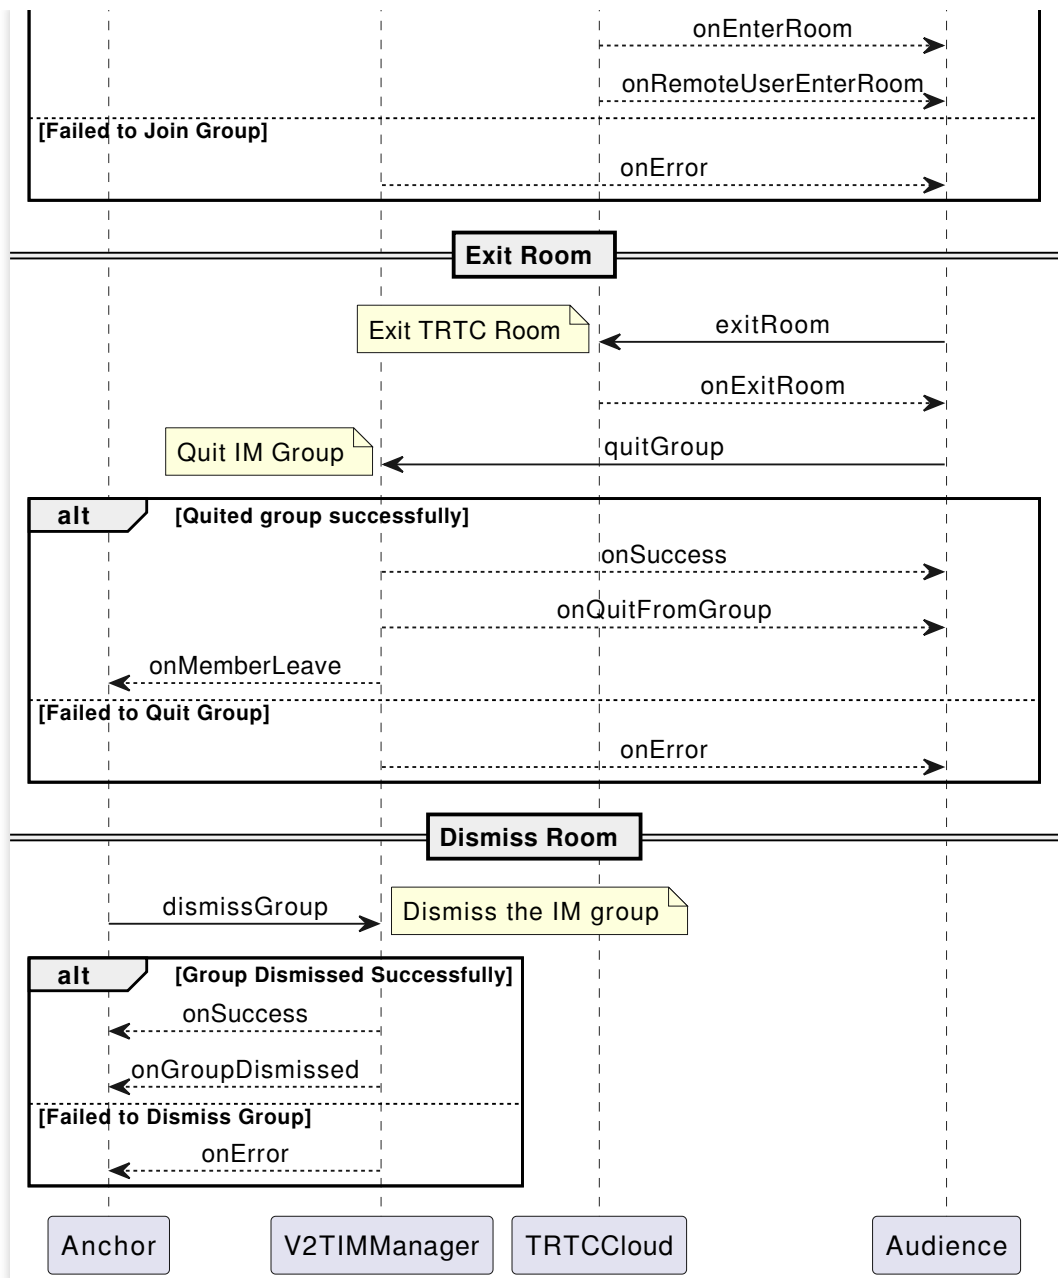 onEnterRoom
onRemoteUserEnterRoom
[Failed to Join Group]
onError
Exit Room
Exit TRTC Room
exitRoom
onExitRoom
Quit IM Group
quitGroup
alt
[Quited group successfully]
onSuccess
onQuitFromGroup
onMemberLeave
[Failed to Quit Group]
onError
Dismiss Room
dismissGroup
Dismiss the IM group
alt
[Group Dismissed Successfully]
onSuccess
onGroupDismissed
[Failed to Dismiss Group]
onError
Anchor
V2TIMManager
TRTCCloud
Audience